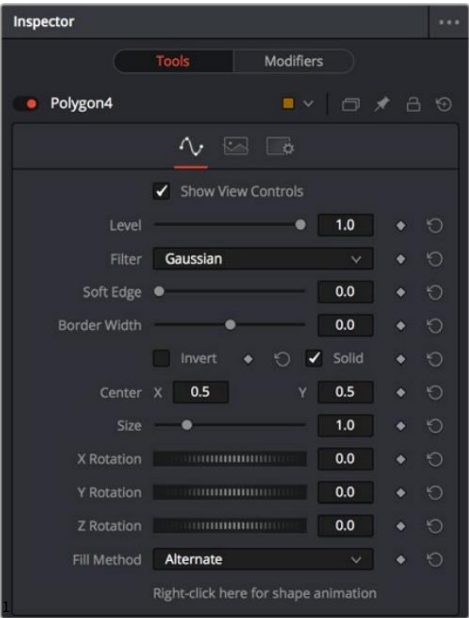 Inspector
Tools Modifiers
Polygon4
Show View Controls
Level 1.0
Filter Gaussian
Soft Edge 0.0
Border Width 0.0
Invert Solid
Center X 0.5 Y 0.5
Size 1.0
X Rotation 0.0
Y Rotation 0.0
Z Rotation 0.0
Fill Method Alternate
Right-click here for shape animation
1